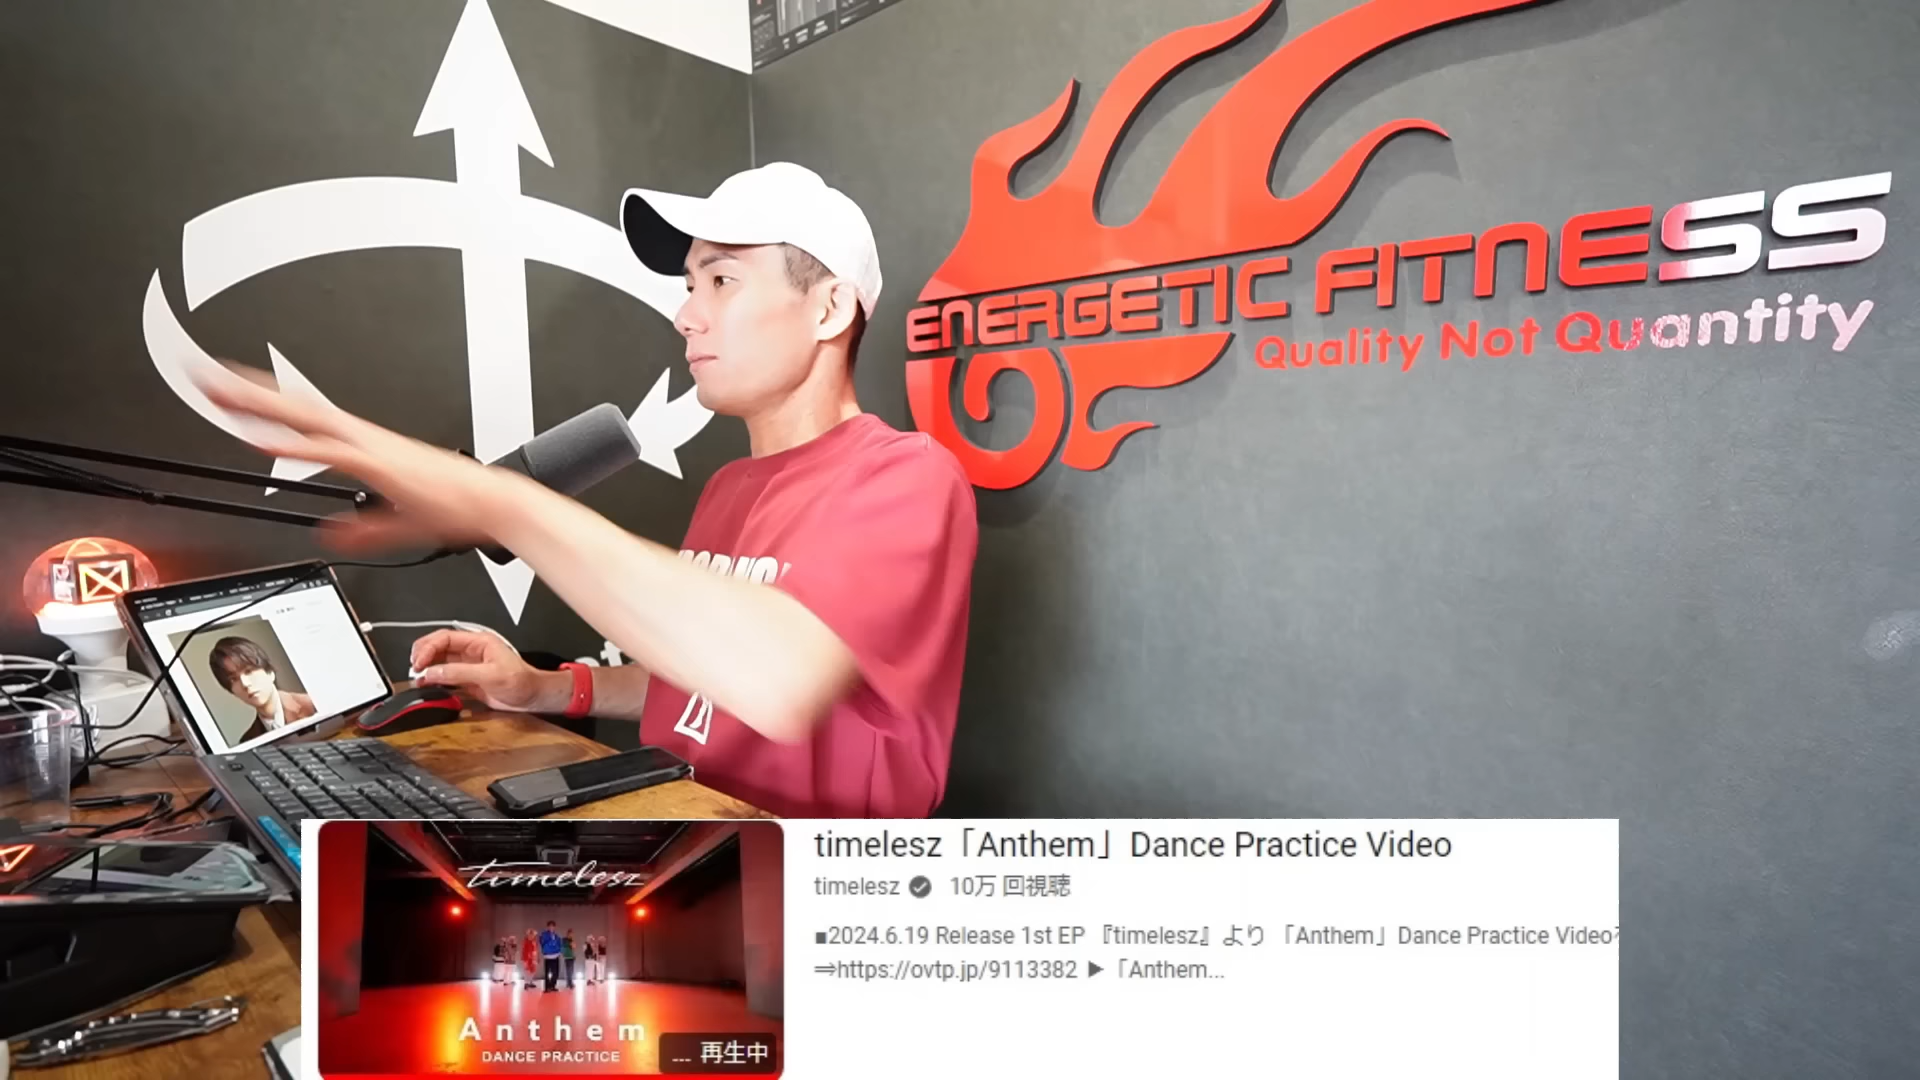 ENERGETIC FITNESS
Quality Not Quantity
timelesz
Anthem
DANCE PRACTICE
... 再生中
timelesz「Anthem」Dance Practice Video
timelesz 10万 回視聴
■2024.6.19 Release 1st EP 『timelesz』より 「Anthem」Dance Practice Video
⇒https://ovtp.jp/9113382 ▶「Anthem...